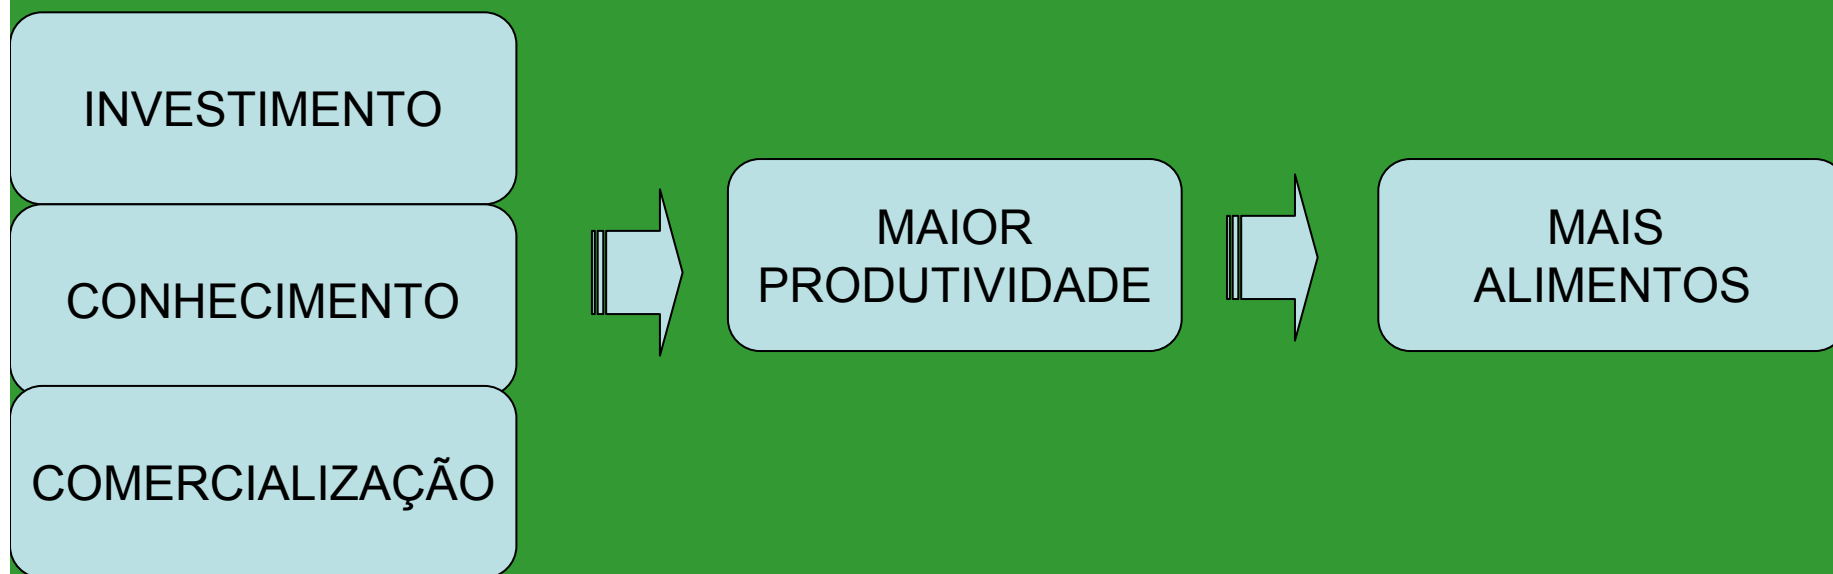 INVESTIMENTO
CONHECIMENTO
COMERCIALIZAÇÃO
MAIOR
PRODUTIVIDADE
MAIS
ALIMENTOS